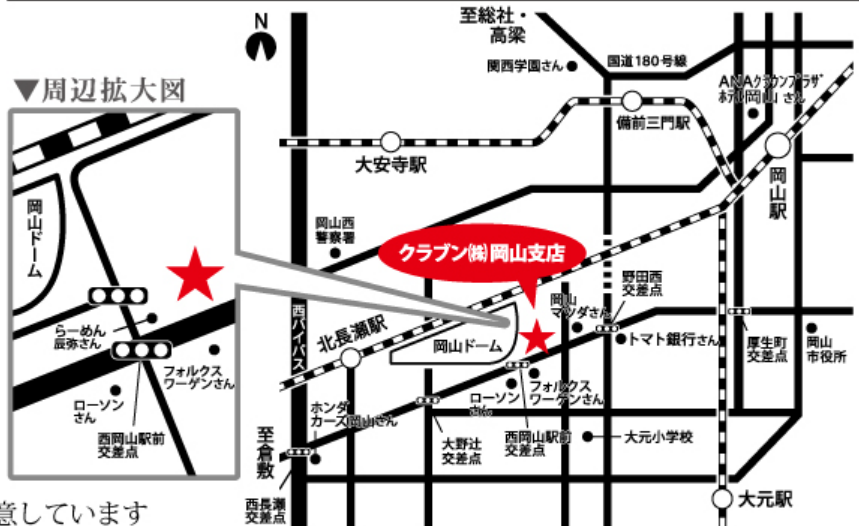 N
至総社・
高梁
関西学園さん
国道180号線
ANAクラウンプラザ
ホテル岡山さん
▼周辺拡大図
大安寺駅
備前三門駅
岡山駅
岡山ドーム
らーめん
辰弥さん
フォルクス
ワーゲンさん
ローソン
さん
西岡山駅前
交差点
岡山西
警察署
クラブン㈱岡山支店
西バイパス
北長瀬駅
岡山ドーム
岡山
マツダさん
野田西
交差点
トマト銀行さん
厚生町
交差点
岡山
市役所
フォルクス
ワーゲンさん
ローソン
さん
ホンダ
カーズ岡山さん
至倉敷
大野辻
交差点
西岡山駅前
交差点
大元小学校
西長瀬
交差点
大元駅
意しています